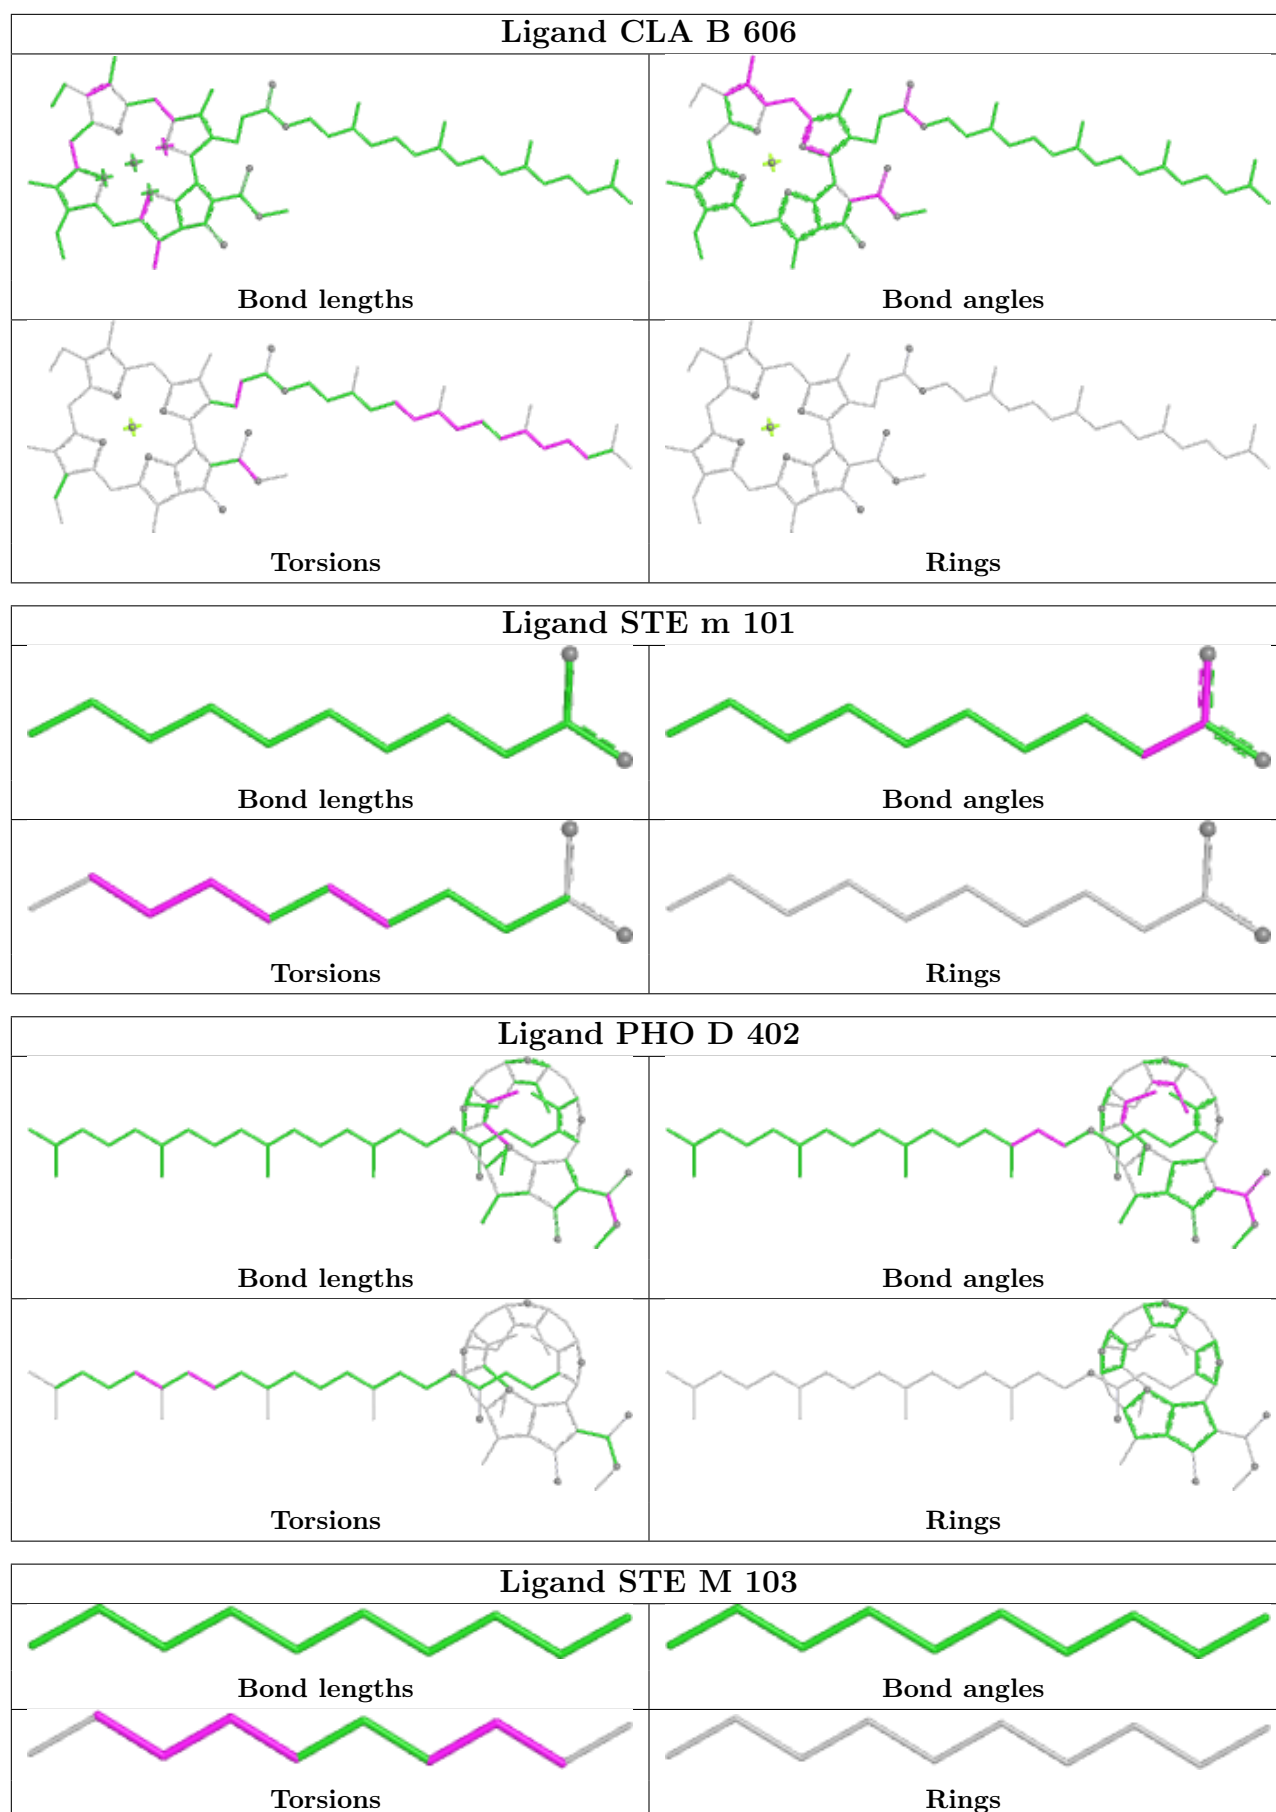 Ligand CLA B 606
Bond lengths
Bond angles
Torsions
Rings
Ligand STE m 101
Bond lengths
Bond angles
Torsions
Rings
Ligand PHO D 402
Bond lengths
Bond angles
Torsions
Rings
Ligand STE M 103
Bond lengths
Bond angles
Torsions
Rings